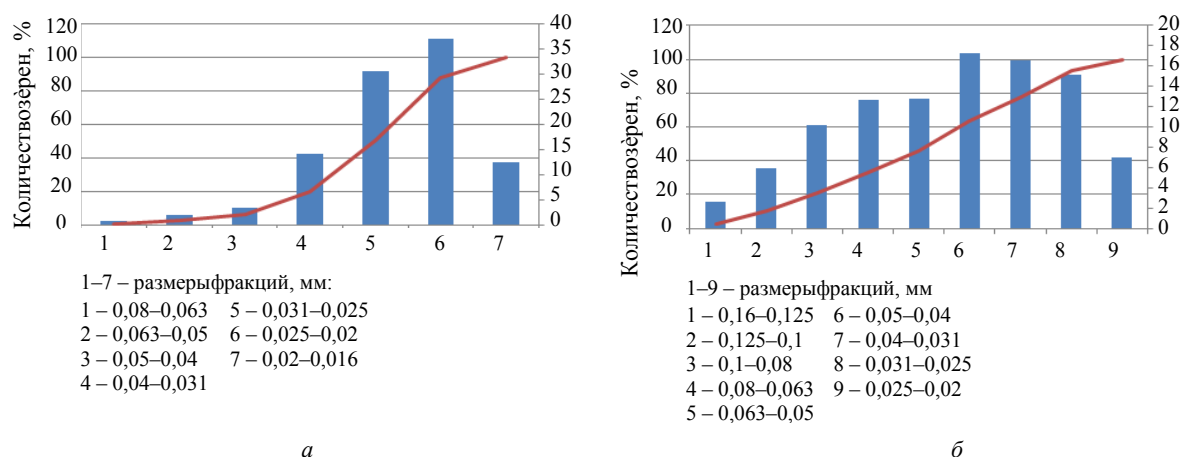 Количествозѐрен, %
120
100
80
60
40
20
0
40
35
30
25
20
15
10
5
0
1 2 3 4 5 6 7
1–7 – размерыфракций, мм:
1 – 0,08–0,063 5 – 0,031–0,025
2 – 0,063–0,05 6 – 0,025–0,02
3 – 0,05–0,04 7 – 0,02–0,016
4 – 0,04–0,031
а
Количествозѐрен, %
120
100
80
60
40
20
0
20
18
16
14
12
10
8
6
4
2
0
1 2 3 4 5 6 7 8 9
1–9 – размерыфракций, мм
1 – 0,16–0,125 6 – 0,05–0,04
2 – 0,125–0,1 7 – 0,04–0,031
3 – 0,1–0,08 8 – 0,031–0,025
4 – 0,08–0,063 9 – 0,025–0,02
5 – 0,063–0,05
б